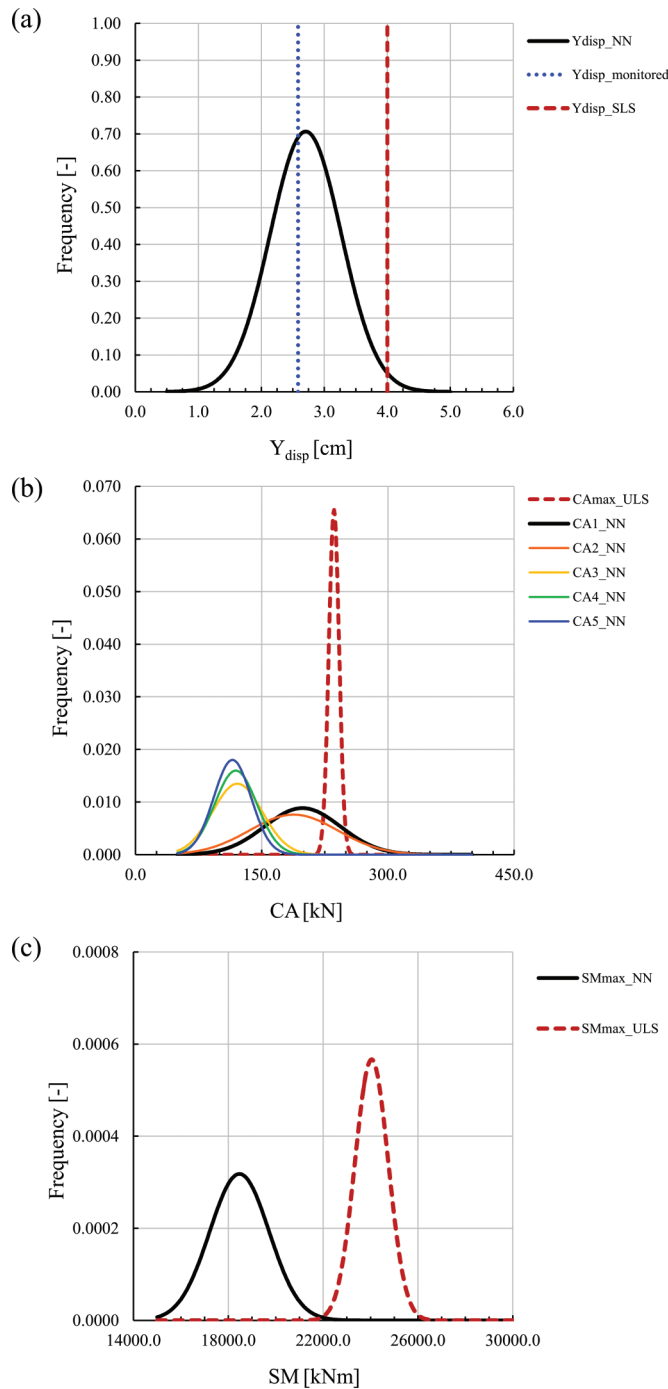 (a)
1.00
0.90
0.80
0.70
0.60
0.50
0.40
0.30
0.20
0.10
0.00
Frequency [-]
0.0 1.0 2.0 3.0 4.0 5.0 6.0
Ydisp [cm]
Ydisp_NN
Ydisp_monitored
Ydisp_SLS
(b)
0.070
0.060
0.050
0.040
0.030
0.020
0.010
0.000
Frequency [-]
0.0 150.0 300.0 450.0
CA [kN]
CAmax_ULS
CA1_NN
CA2_NN
CA3_NN
CA4_NN
CA5_NN
(c)
0.0008
0.0006
0.0004
0.0002
0.0000
Frequency [-]
14000.0 18000.0 22000.0 26000.0 30000.0
SM [kNm]
SMmax_NN
SMmax_ULS